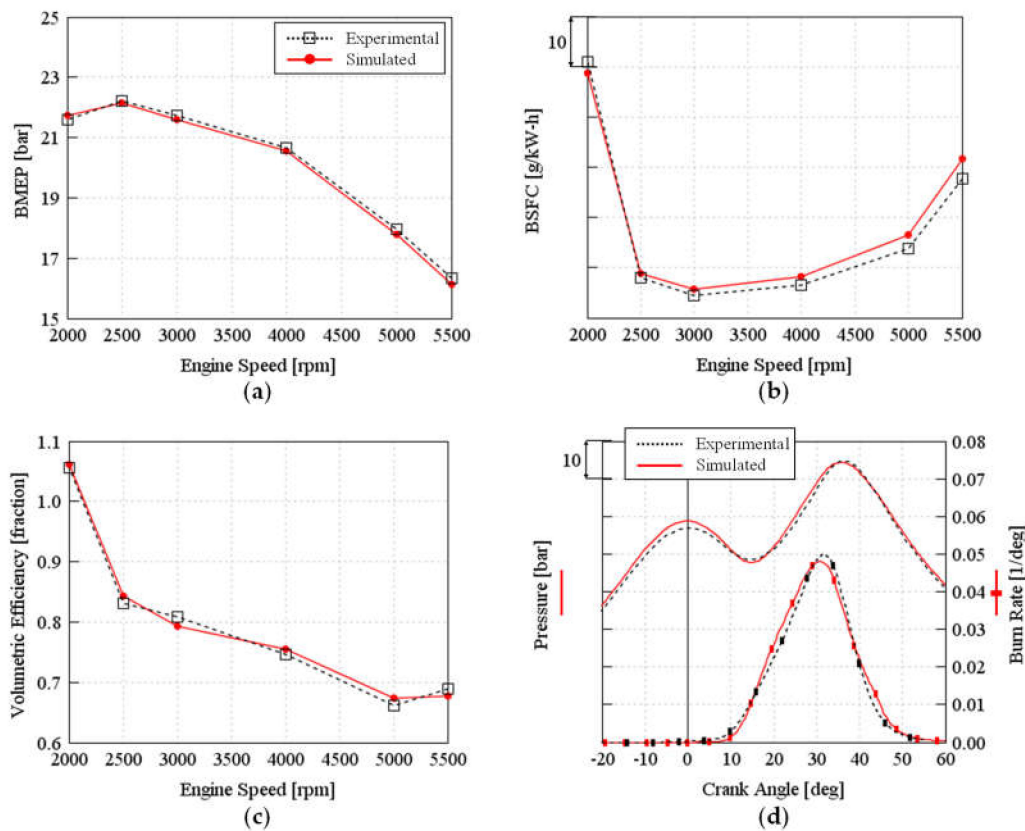 25
23
21
19
18
16
15
BMEP [bar]
Experimental
Simulated
2000 2500 3000 3500 4000 4500 5000 5500
Engine Speed [rpm]
(a)
10
BSFC [g/kW-h]
2000 2500 3000 3500 4000 4500 5000 5500
Engine Speed [rpm]
(b)
1.1
1.0
0.9
0.8
0.7
0.6
Volumetric Efficiency [fraction]
2000 2500 3000 3500 4000 4500 5000 5500
Engine Speed [rpm]
(c)
10
Experimental
Simulated
Pressure [bar]
0.08
0.07
0.06
0.05
0.04
0.03
0.02
0.01
0.00
Burn Rate [1/deg]
-20 -10 0 10 20 30 40 50 60
Crank Angle [deg]
(d)